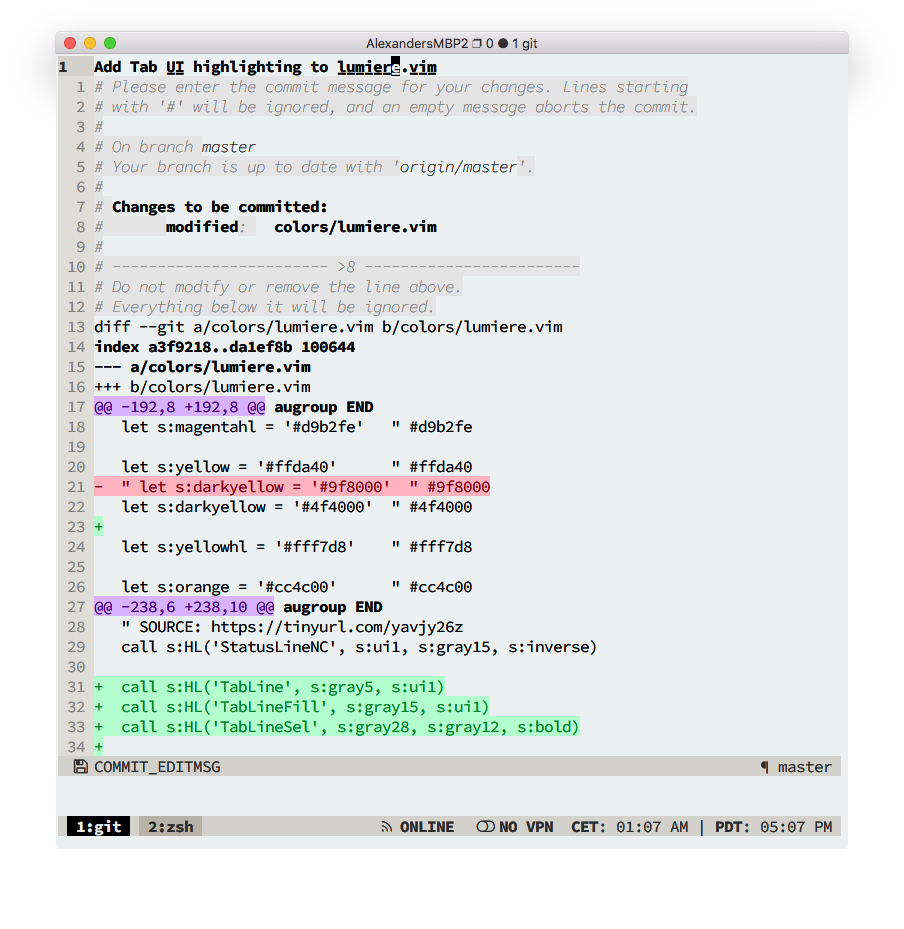 AlexandersMBP2 ❐ 0 ● 1 git
1 Add Tab UI highlighting to lumiere.vim
1 # Please enter the commit message for your changes. Lines starting
2 # with '#' will be ignored, and an empty message aborts the commit.
3 #
4 # On branch master
5 # Your branch is up to date with 'origin/master'.
6 #
7 # Changes to be committed:
8 #       modified:   colors/lumiere.vim
9 #
10 # ------------------------ >8 ------------------------
11 # Do not modify or remove the line above.
12 # Everything below it will be ignored.
13 diff --git a/colors/lumiere.vim b/colors/lumiere.vim
14 index a3f9218..da1ef8b 100644
15 --- a/colors/lumiere.vim
16 +++ b/colors/lumiere.vim
17 @@ -192,8 +192,8 @@ augroup END
18    let s:magentahl = '#d9b2fe'   " #d9b2fe
19
20    let s:yellow = '#ffda40'      " #ffda40
21 -  " let s:darkyellow = '#9f8000'  " #9f8000
22    let s:darkyellow = '#4f4000'  " #4f4000
23 +
24    let s:yellowhl = '#fff7d8'    " #fff7d8
25
26    let s:orange = '#cc4c00'      " #cc4c00
27 @@ -238,6 +238,10 @@ augroup END
28    " SOURCE: https://tinyurl.com/yavjy26z
29    call s:HL('StatusLineNC', s:ui1, s:gray15, s:inverse)
30
31 +  call s:HL('TabLine', s:gray5, s:ui1)
32 +  call s:HL('TabLineFill', s:gray15, s:ui1)
33 +  call s:HL('TabLineSel', s:gray28, s:gray12, s:bold)
34 +
COMMIT_EDITMSG ¶ master
1:git 2:zsh ONLINE NO VPN CET: 01:07 AM | PDT: 05:07 PM